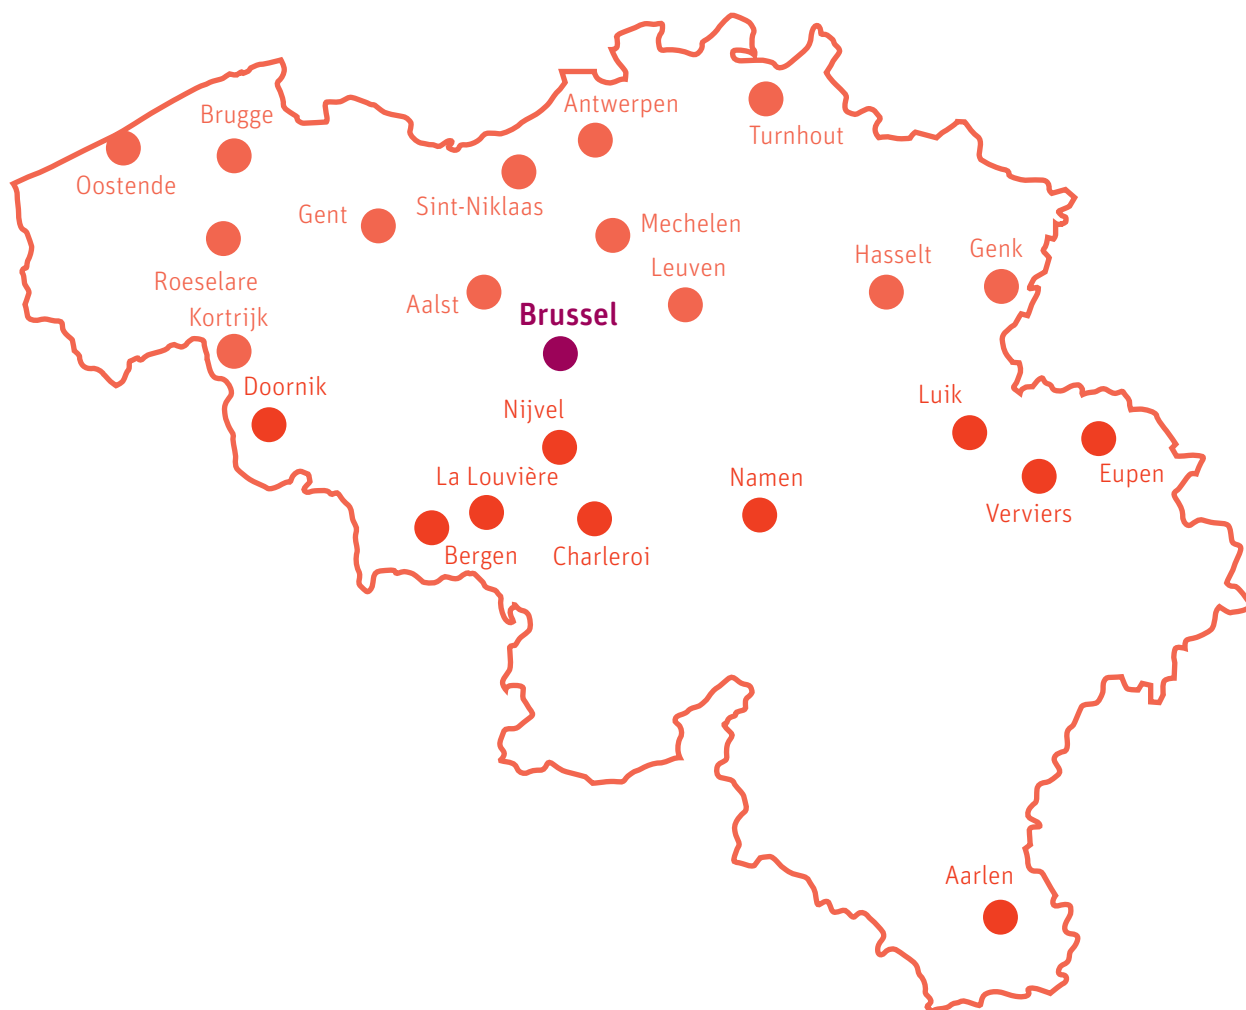 Antwerpen
Brugge
Turnhout
Oostende
Sint-Niklaas
Gent
Mechelen
Genk
Hasselt
Leuven
Roeselare
Aalst
Brussel
Kortrijk
Doornik
Luik
Nijvel
Eupen
La Louvière
Namen
Verviers
Bergen
Charleroi
Aarlen